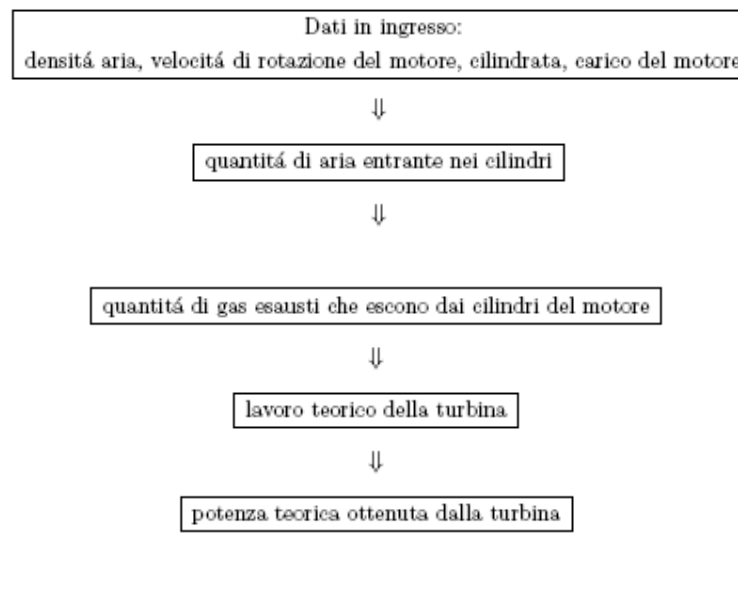 Dati in ingresso:
densitá aria, velocitá di rotazione del motore, cilindrata, carico del motore
⇓
quantitá di aria entrante nei cilindri
⇓
quantitá di gas esausti che escono dai cilindri del motore
⇓
lavoro teorico della turbina
⇓
potenza teorica ottenuta dalla turbina